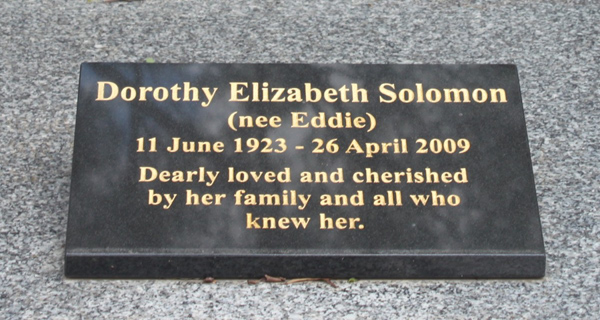 Dorothy Elizabeth Solomon
(nee Eddie)
11 June 1923 - 26 April 2009
Dearly loved and cherished
by her family and all who
knew her.